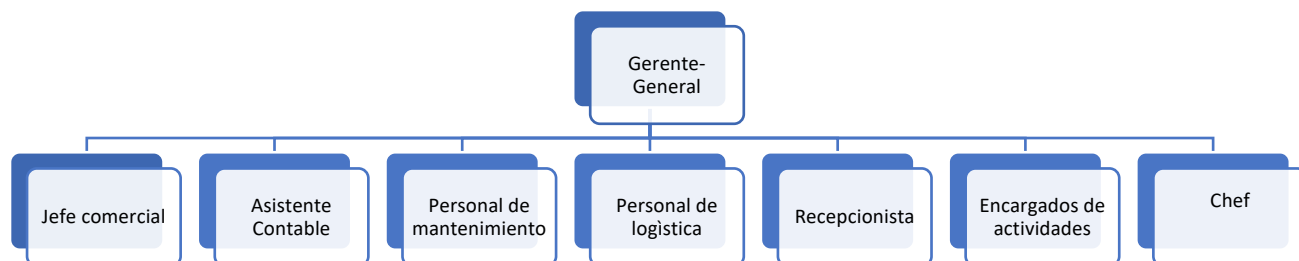 Gerente-
General
Jefe comercial
Asistente
Contable
Personal de
mantenimiento
Personal de
logìstica
Recepcionista
Encargados de
actividades
Chef